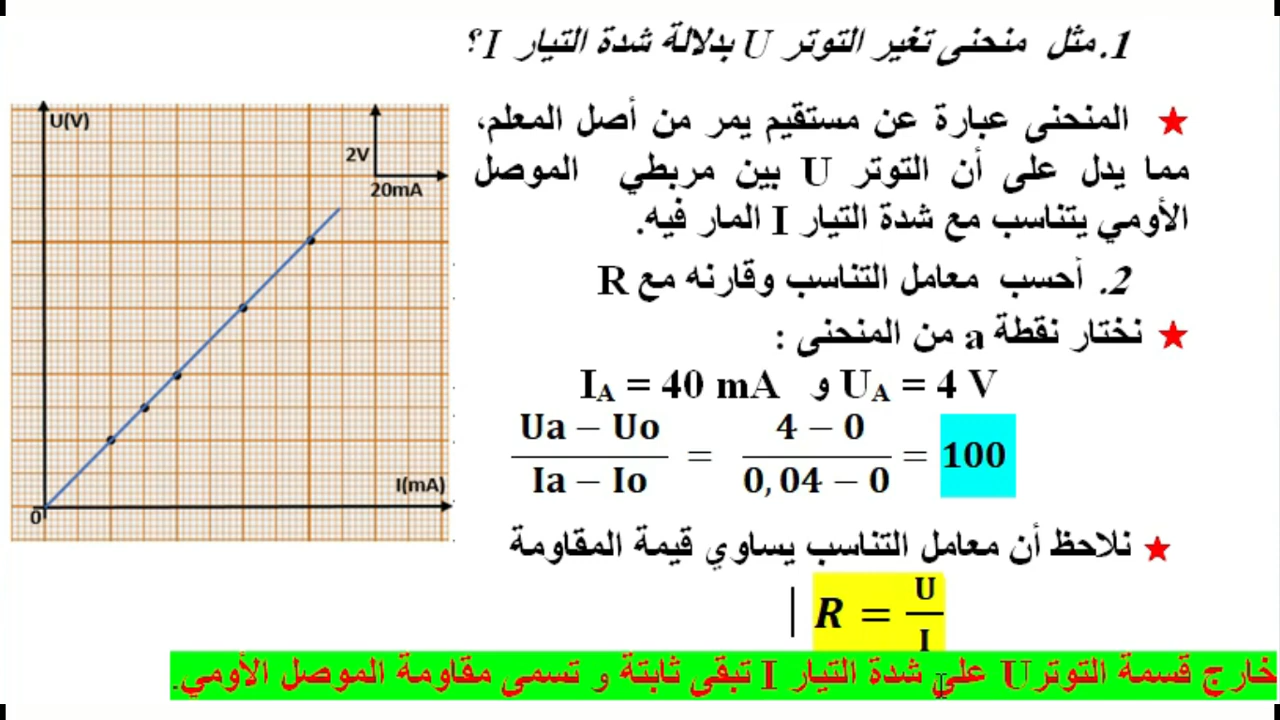 1. مثل منحنى تغير التوتر U بدلالة شدة التيار I؟
U(V)
2V
20mA
I(mA)
0
المنحنى عبارة عن مستقيم يمر من أصل المعلم،
مما يدل على أن التوتر U بين مربطي الموصل
الأومي يتناسب مع شدة التيار I المار فيه.
2. أحسب معامل التناسب وقارنه مع R
نختار نقطة a من المنحنى :
I_A = 40 mA و U_A = 4 V
Ua − Uo / Ia − Io = 4 − 0 / 0,04 − 0 = 100
نلاحظ أن معامل التناسب يساوي قيمة المقاومة
R = U / I
خارج قسمة التوترU على شدة التيار I تبقى ثابتة و تسمى مقاومة الموصل الأومي.